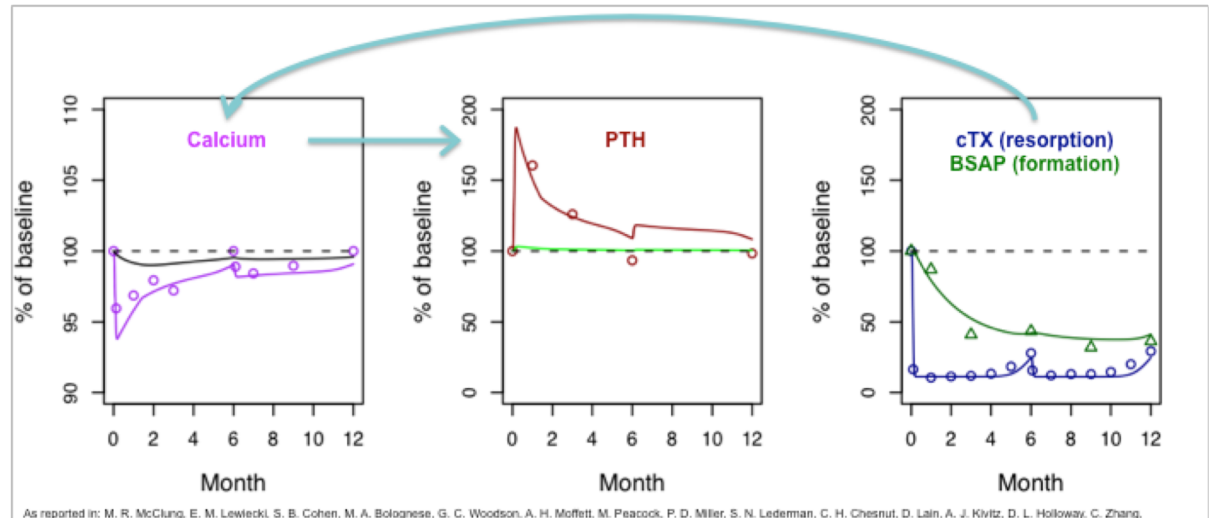 110
105
100
95
90
% of baseline
Calcium
0 2 4 6 8 10 12
Month
200
150
100
50
0
% of baseline
PTH
0 2 4 6 8 10 12
Month
200
150
100
50
0
% of baseline
cTX (resorption)
BSAP (formation)
0 2 4 6 8 10 12
Month
As reported in: M. R. McClung, E. M. Lewiecki, S. B. Cohen, M. A. Bolognese, G. C. Woodson, A. H. Moffett, M. Peacock, P. D. Miller, S. N. Lederman, C. H. Chesnut, D. Lain, A. J. Kivitz, D. L. Holloway, C. Zhang,